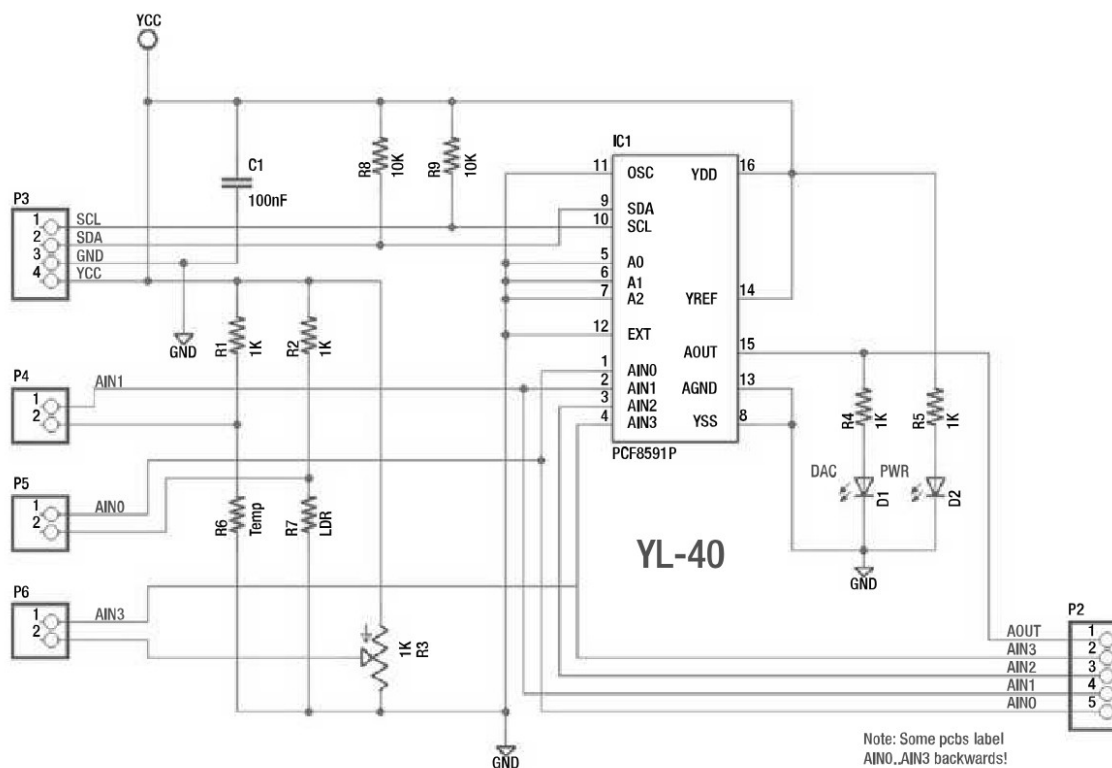 YCC
P3
1 SCL
2 SDA
3 GND
4 YCC
C1
100nF
R8
10K
R9
10K
GND
R1
1K
R2
1K
P4
1 AIN1
2
P5
1 AIN0
2
P6
1 AIN3
2
R6
Temp
R7
LDR
1K
R3
GND
IC1
11 OSC YDD 16
9 SDA
10 SCL
5 A0
6 A1
7 A2 YREF 14
12 EXT
AOUT 15
1 AIN0
2 AIN1 AGND 13
3 AIN2
4 AIN3 YSS 8
PCF8591P
R4
1K
R5
1K
DAC
PWR
D1
D2
GND
YL-40
P2
AOUT 1
AIN3 2
AIN2 3
AIN1 4
AIN0 5
Note: Some pcbs label
AIN0..AIN3 backwards!